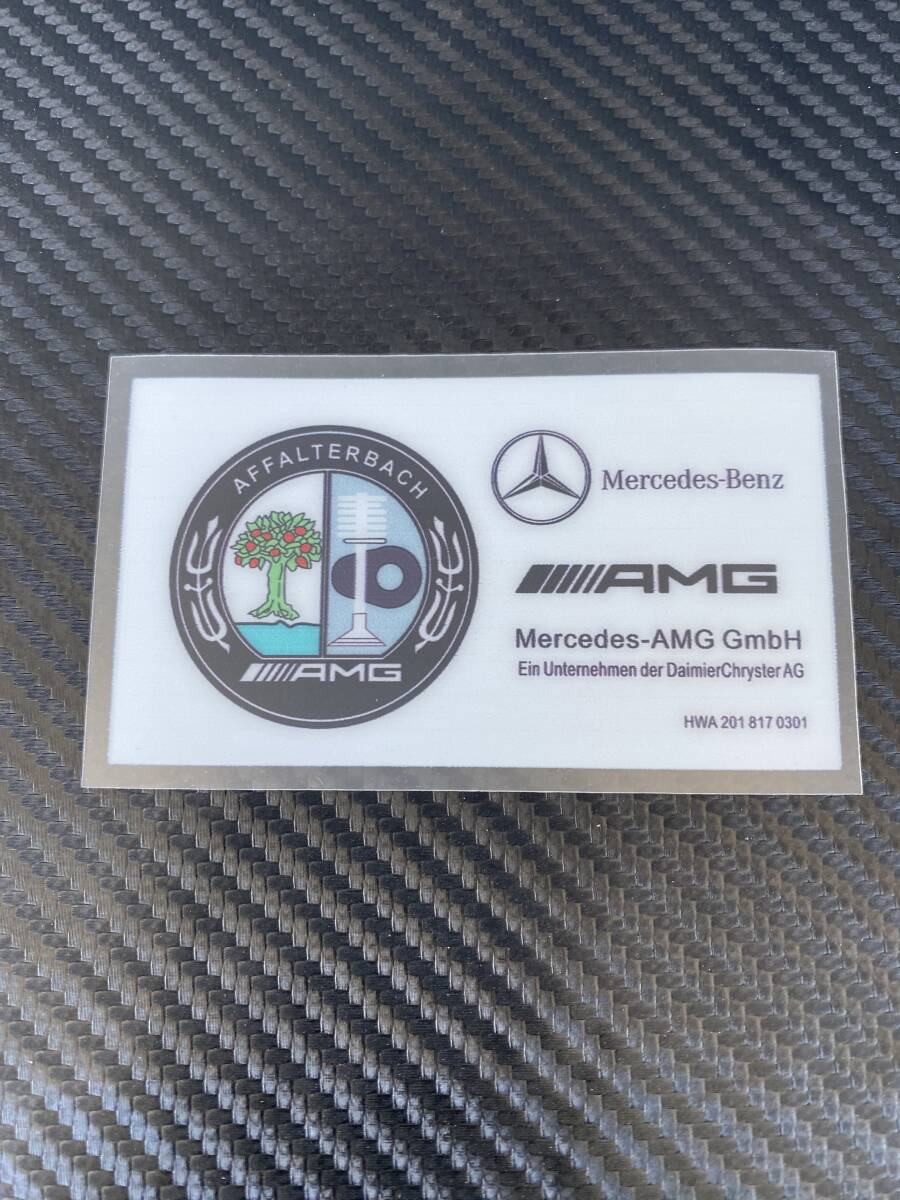 AFFALTERBACH
AMG
Mercedes-Benz
AMG
Mercedes-AMG GmbH
Ein Unternehmen der DaimierChryster AG
HWA 201 817 0301